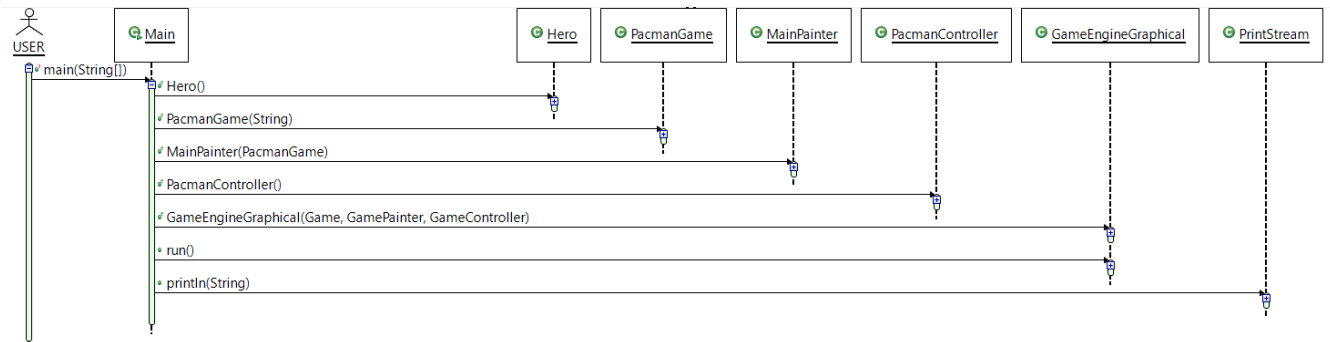 USER
Main
Hero
PacmanGame
MainPainter
PacmanController
GameEngineGraphical
PrintStream
main(String[])
Hero()
PacmanGame(String)
MainPainter(PacmanGame)
PacmanController()
GameEngineGraphical(Game, GamePainter, GameController)
run()
println(String)